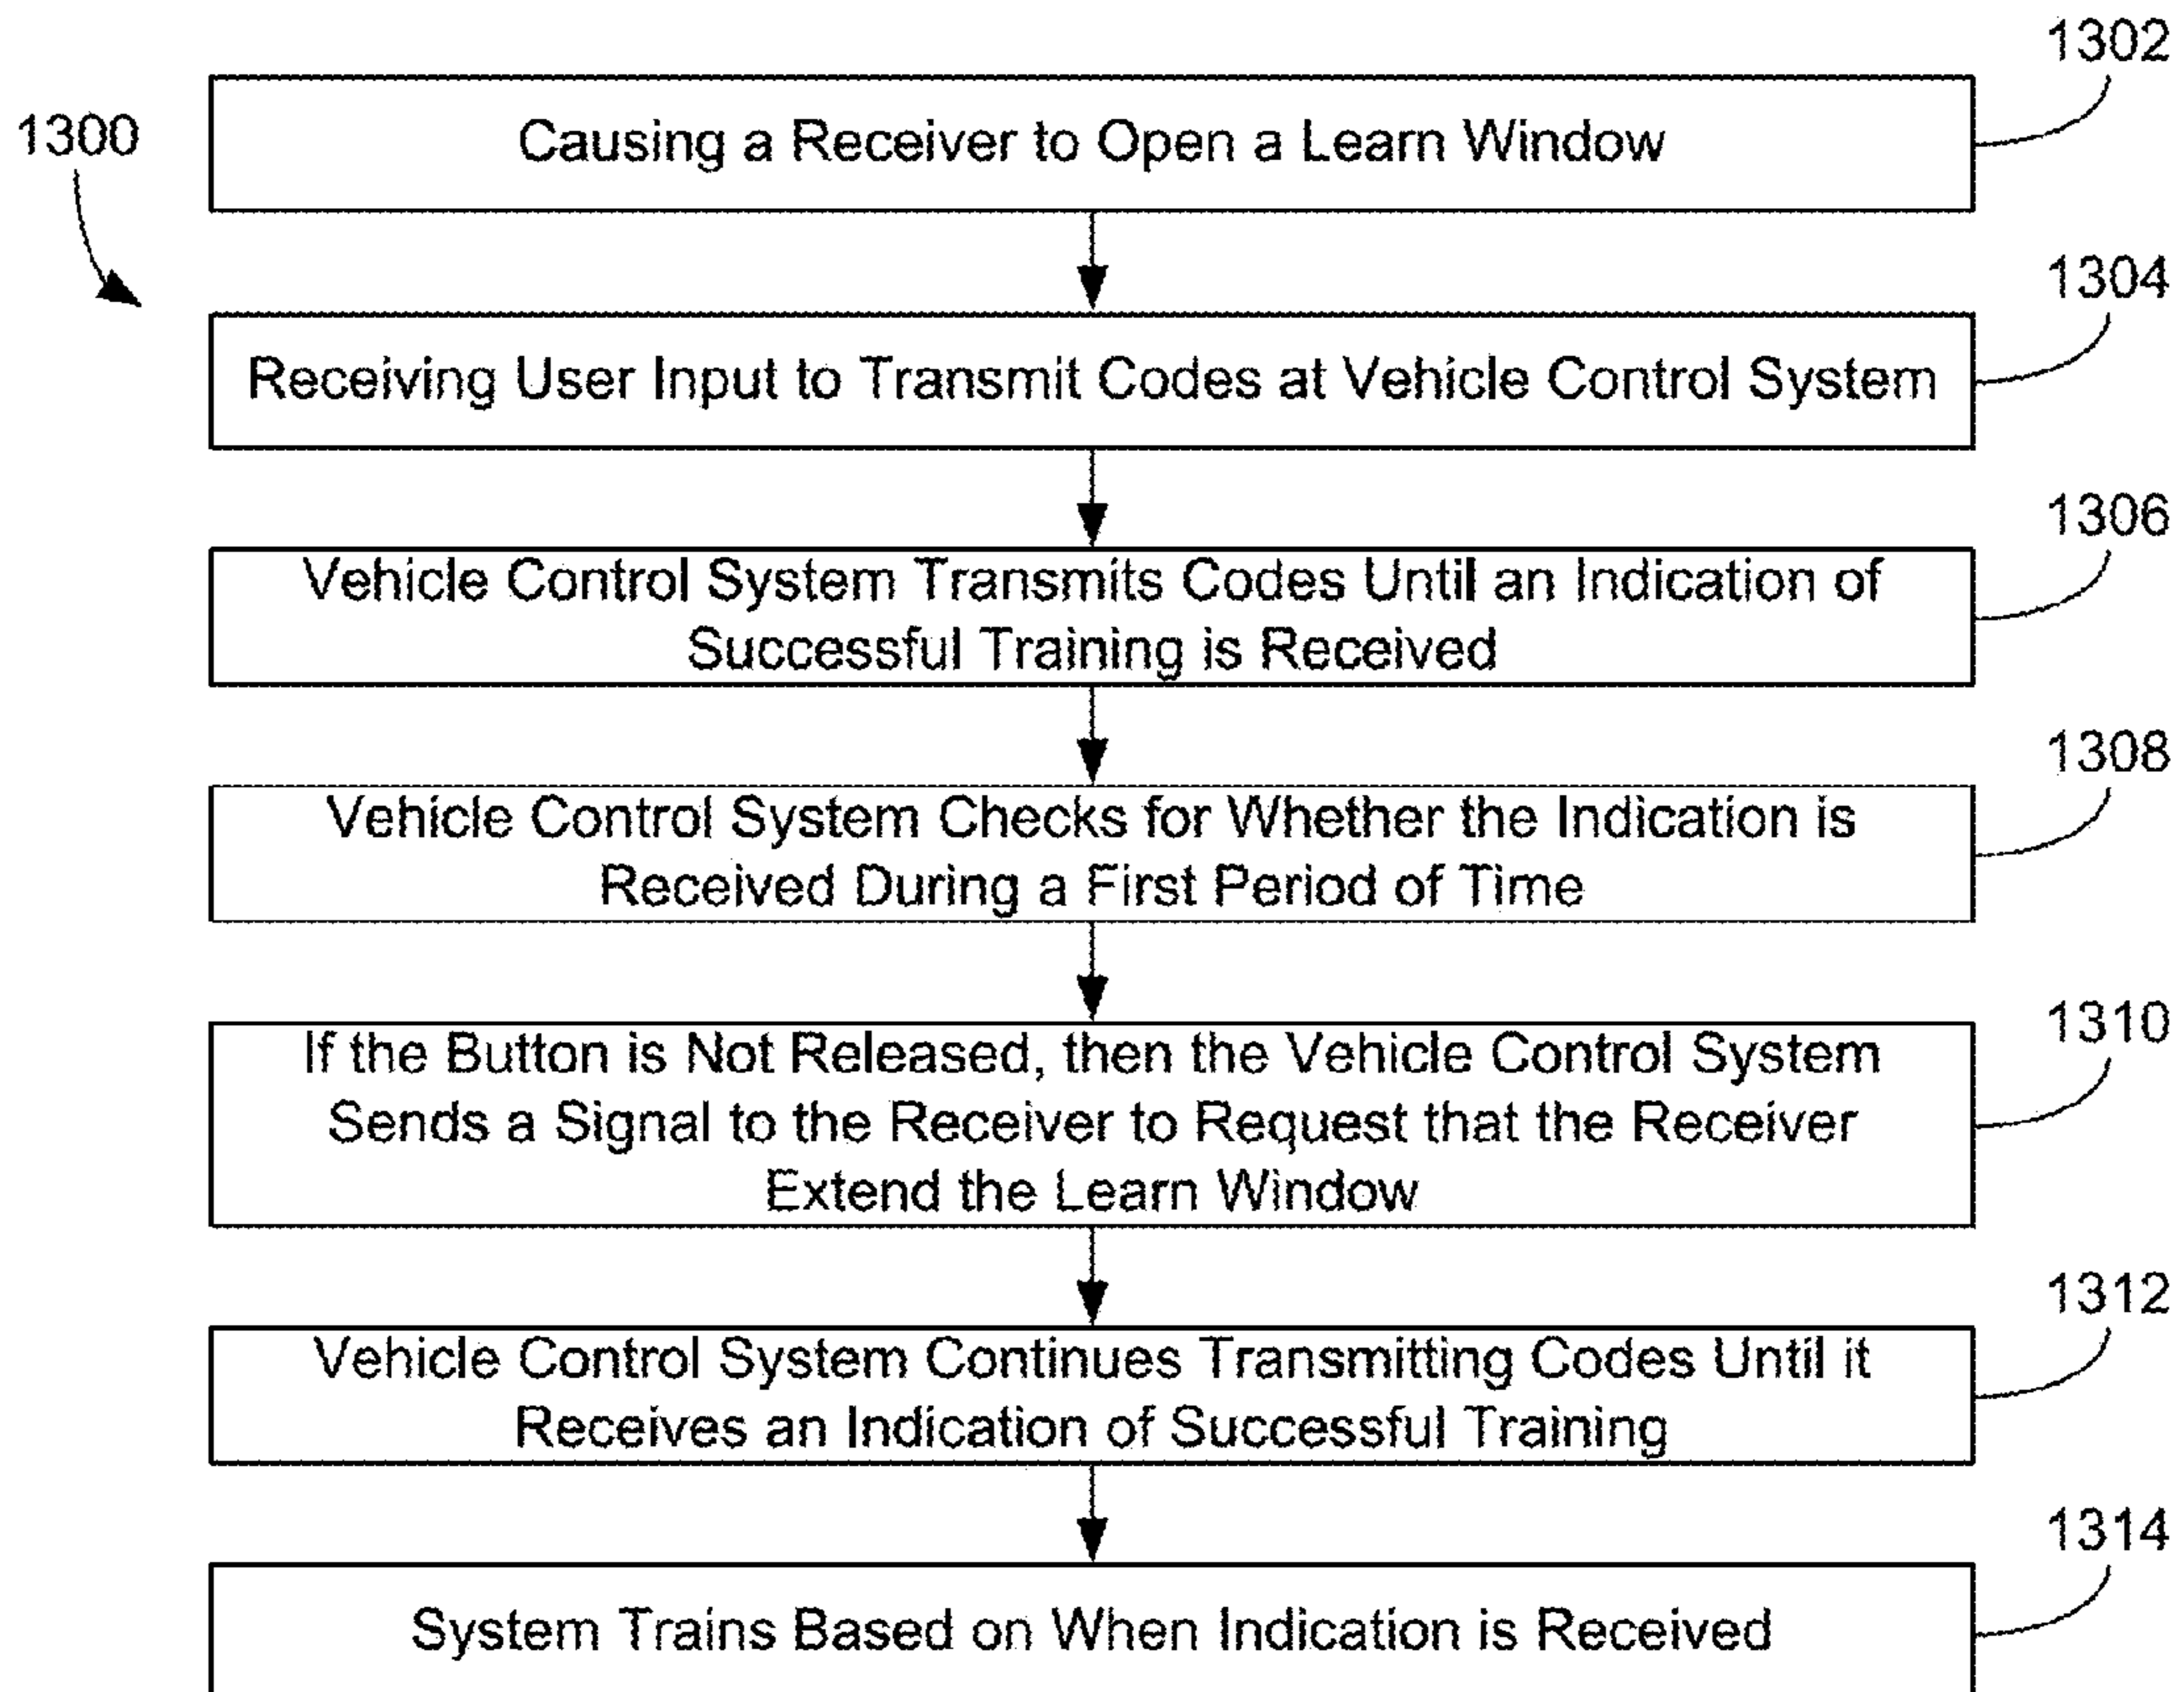 1302
1300
Causing a Receiver to Open a Learn Window
1304
Receiving User Input to Transmit Codes at Vehicle Control System
1306
Vehicle Control System Transmits Codes Until an Indication of
Successful Training is Received
1308
Vehicle Control System Checks for Whether the Indication is
Received During a First Period of Time
1310
If the Button is Not Released, then the Vehicle Control System
Sends a Signal to the Receiver to Request that the Receiver
Extend the Learn Window
1312
Vehicle Control System Continues Transmitting Codes Until it
Receives an Indication of Successful Training
1314
System Trains Based on When Indication is Received